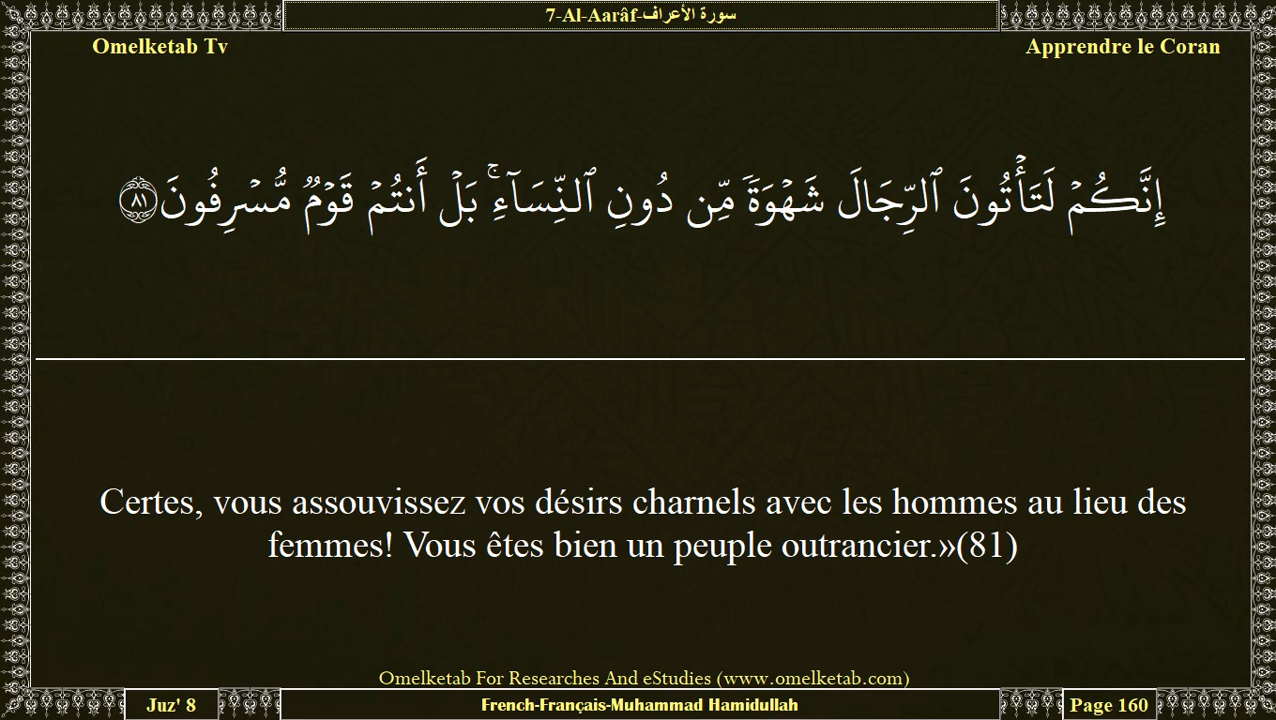 7-Al-Aarâf-سورة الأعراف
Omelketab Tv
Apprendre le Coran
إِنَّكُمۡ لَتَأۡتُونَ ٱلرِّجَالَ شَهۡوَةٗ مِّن دُونِ ٱلنِّسَآءِۚ بَلۡ أَنتُمۡ قَوۡمٞ مُّسۡرِفُونَ ٨١
Certes, vous assouvissez vos désirs charnels avec les hommes au lieu des
femmes! Vous êtes bien un peuple outrancier.»(81)
Omelketab For Researches And eStudies (www.omelketab.com)
Juz' 8
French-Français-Muhammad Hamidullah
Page 160